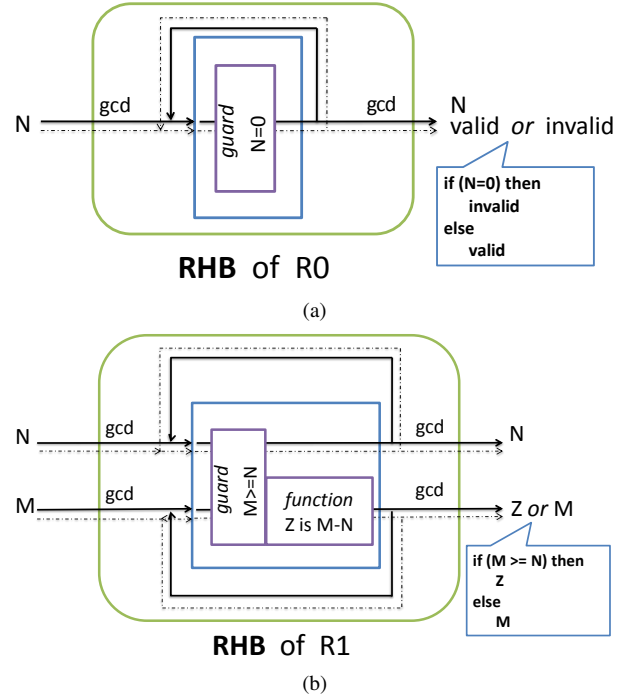 gcd
gcd
N
guard
N=0
N
valid or invalid
if (N=0) then
invalid
else
valid
RHB of R0
(a)
N
gcd
gcd
N
M
gcd
gcd
guard
M>=N
function
Z is M-N
Z or M
if (M >= N) then
Z
else
M
RHB of R1
(b)